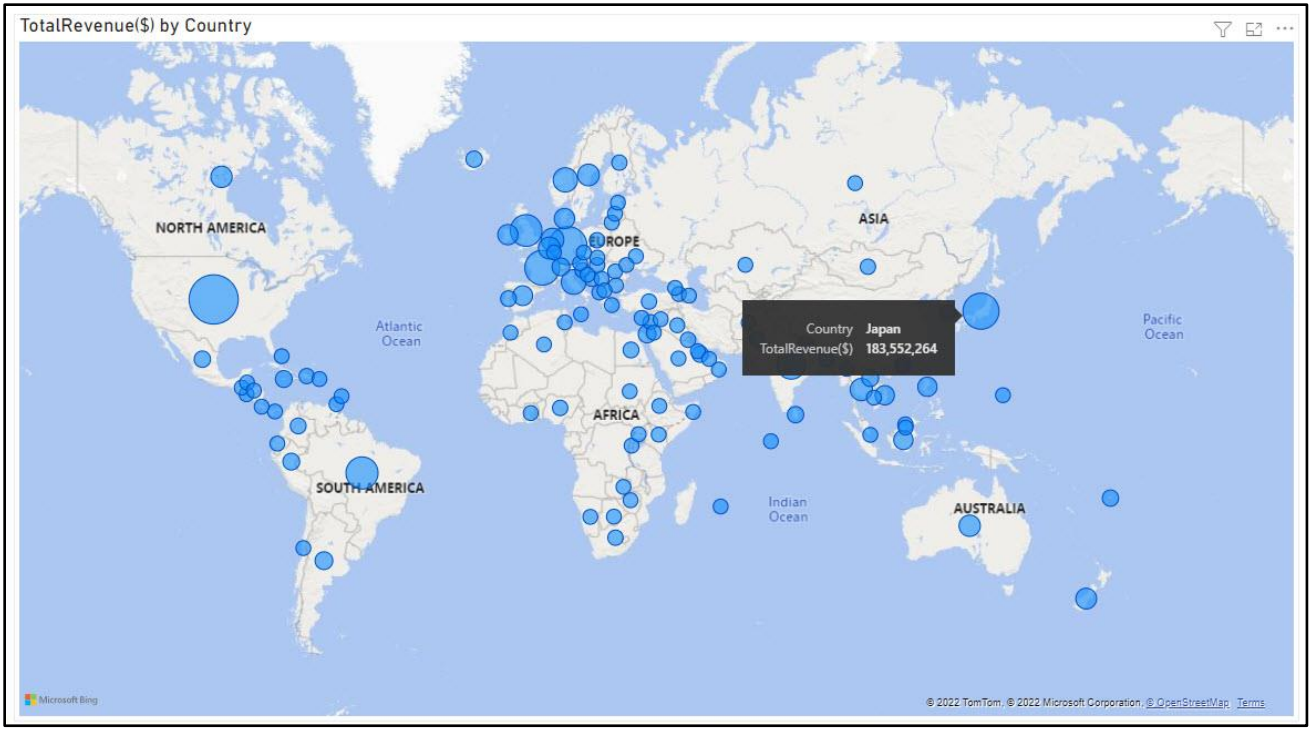 TotalRevenue($) by Country
NORTH AMERICA
EUROPE
ASIA
Atlantic
Ocean
Country Japan
TotalRevenue($) 183,552,264
Pacific
Ocean
AFRICA
SOUTH AMERICA
Indian
Ocean
AUSTRALIA
Microsoft Bing
© 2022 TomTom, © 2022 Microsoft Corporation, © OpenStreetMap Terms